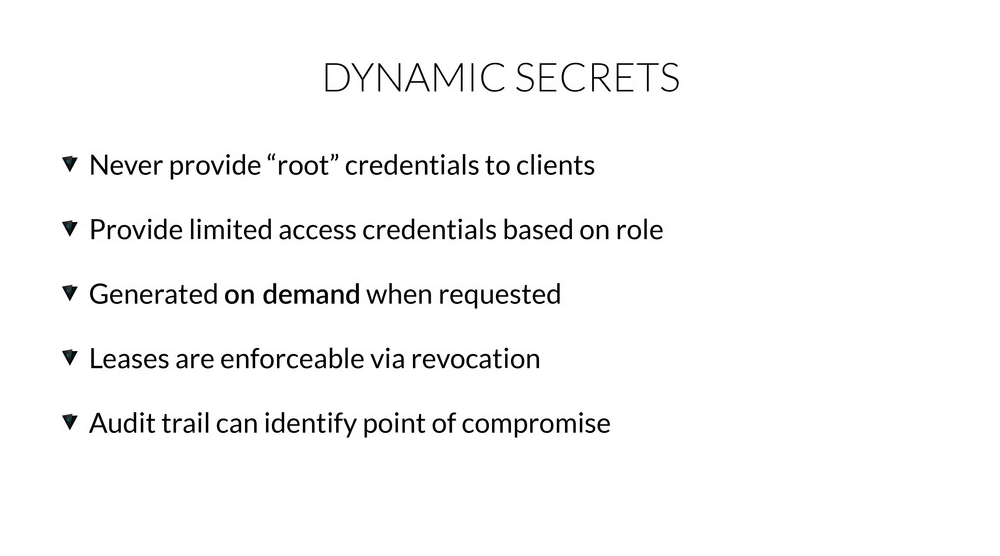 DYNAMIC SECRETS
Never provide “root” credentials to clients
Provide limited access credentials based on role
Generated on demand when requested
Leases are enforceable via revocation
Audit trail can identify point of compromise